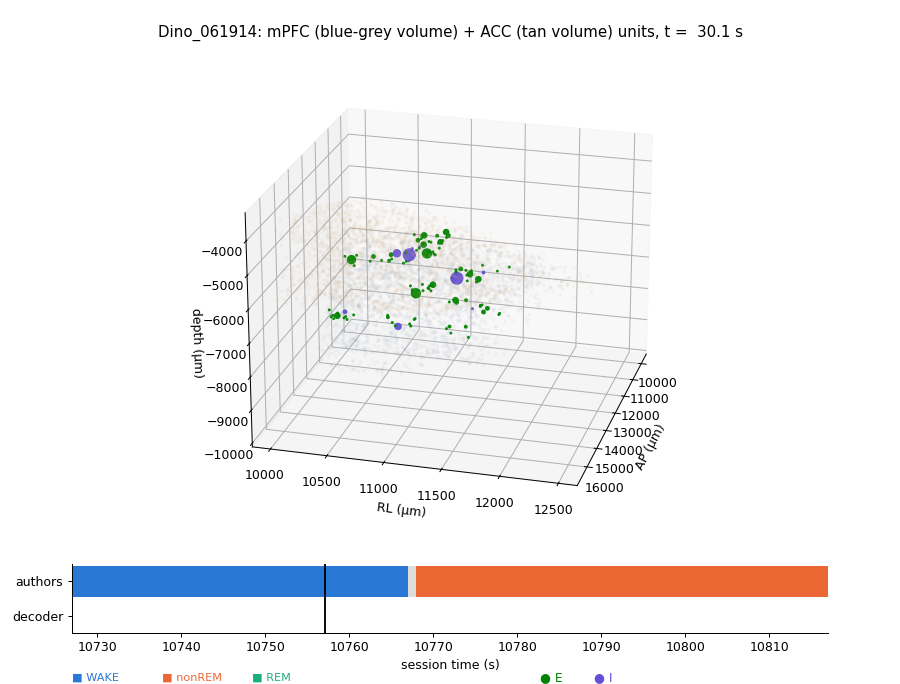 Dino_061914: mPFC (blue-grey volume) + ACC (tan volume) units, t =  30.1 s
−4000
−5000
−6000
−7000
−8000
−9000
−10000
depth (μm)
10000
10500
11000
11500
12000
12500
RL (μm)
10000
11000
12000
13000
14000
15000
16000
AP (μm)
authors
decoder
10730 10740 10750 10760 10770 10780 10790 10800 10810
session time (s)
WAKE nonREM REM E I